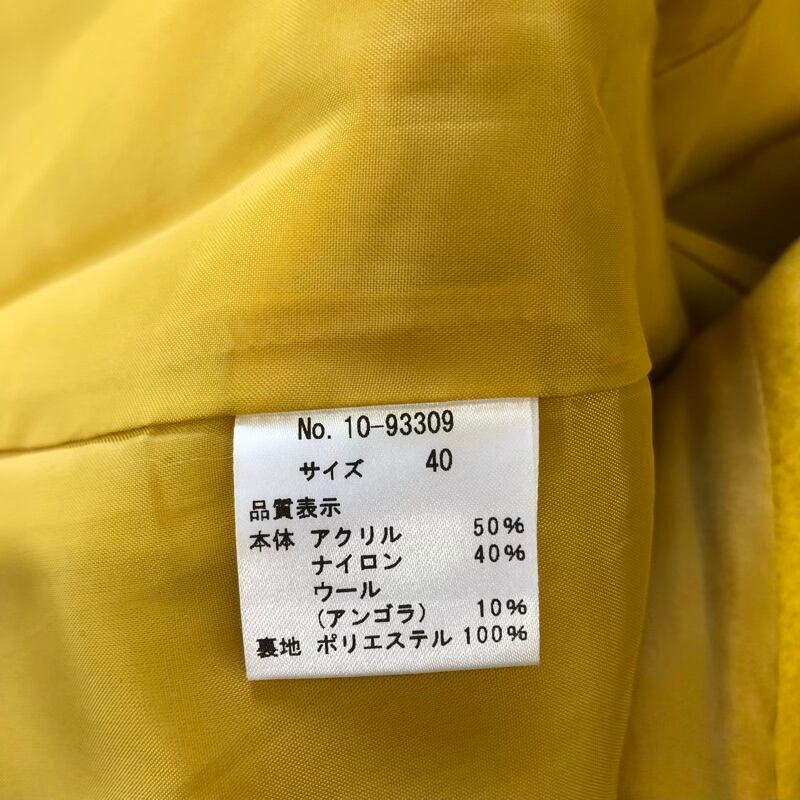 No. 10-93309
サイズ 40
品質表示
本体 アクリル 50%
ナイロン 40%
ウール
(アンゴラ) 10%
裏地 ポリエステル 100%